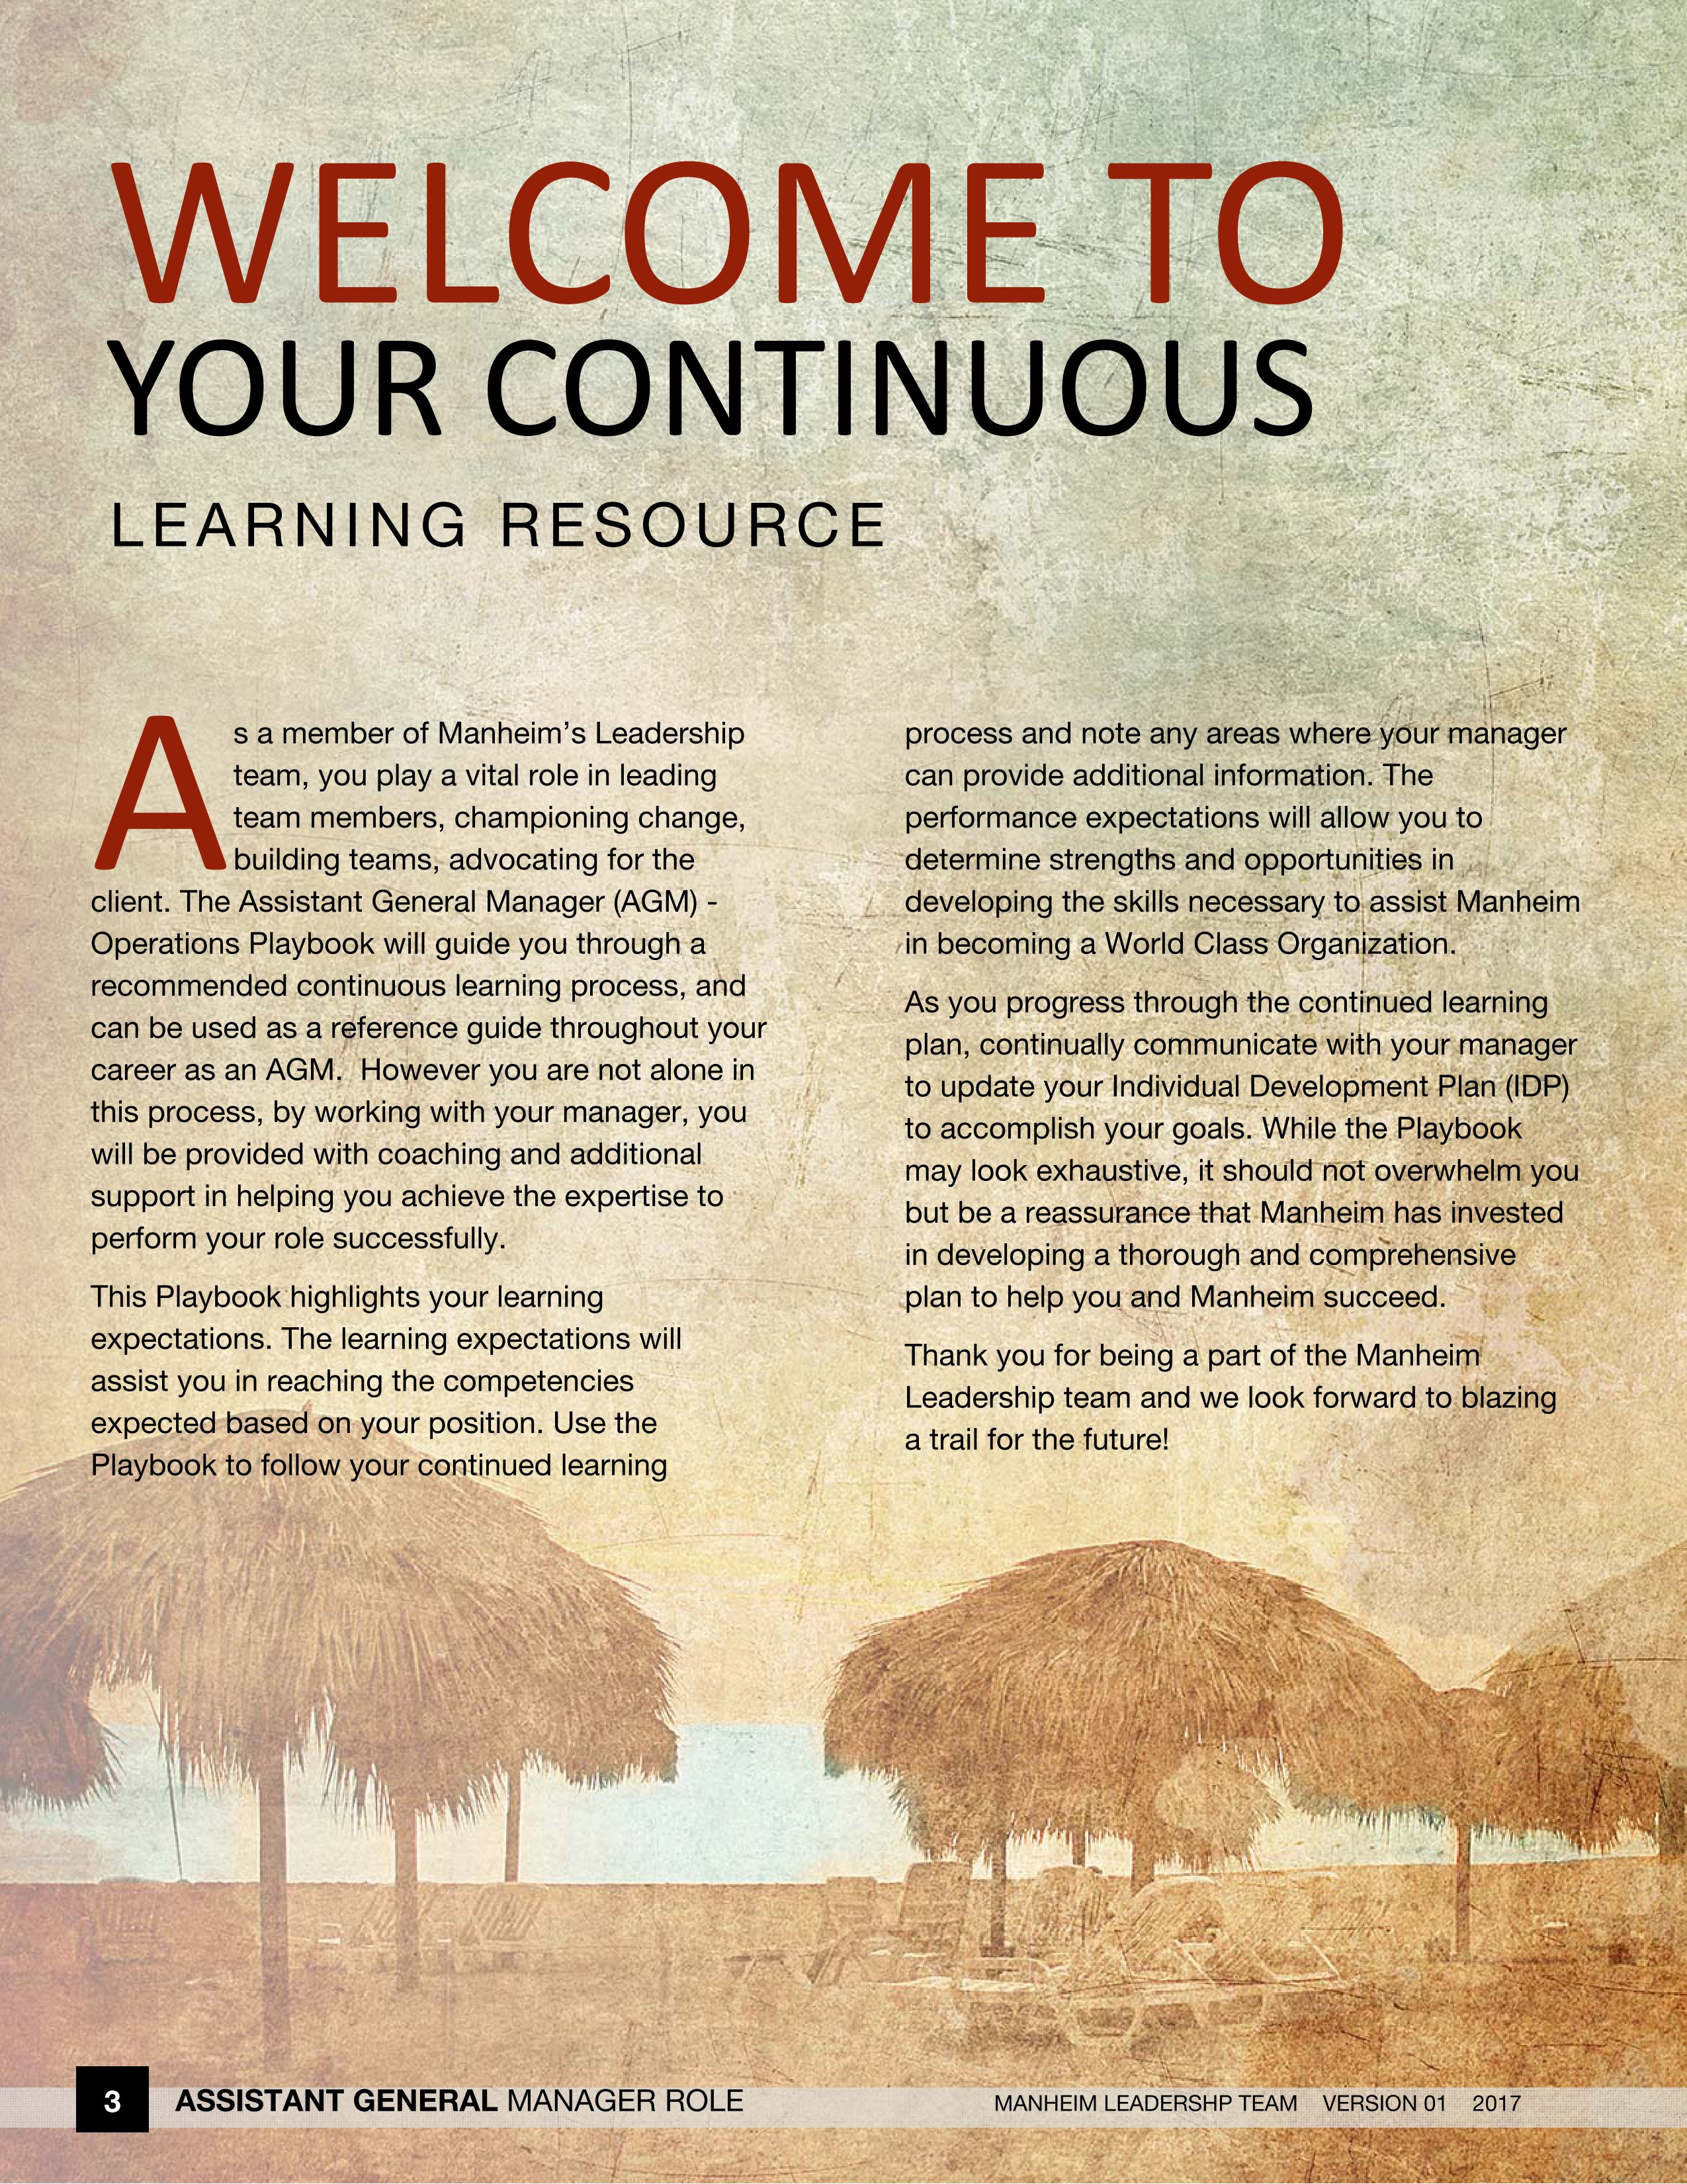 WELCOME TO
YOUR CONTINUOUS
LEARNING RESOURCE
As a member of Manheim’s Leadership
team, you play a vital role in leading
team members, championing change,
building teams, advocating for the
client. The Assistant General Manager (AGM) -
Operations Playbook will guide you through a
recommended continuous learning process, and
can be used as a reference guide throughout your
career as an AGM.  However you are not alone in
this process, by working with your manager, you
will be provided with coaching and additional
support in helping you achieve the expertise to
perform your role successfully.
This Playbook highlights your learning
expectations. The learning expectations will
assist you in reaching the competencies
expected based on your position. Use the
Playbook to follow your continued learning
process and note any areas where your manager
can provide additional information. The
performance expectations will allow you to
determine strengths and opportunities in
developing the skills necessary to assist Manheim
in becoming a World Class Organization.
As you progress through the continued learning
plan, continually communicate with your manager
to update your Individual Development Plan (IDP)
to accomplish your goals. While the Playbook
may look exhaustive, it should not overwhelm you
but be a reassurance that Manheim has invested
in developing a thorough and comprehensive
plan to help you and Manheim succeed.
Thank you for being a part of the Manheim
Leadership team and we look forward to blazing
a trail for the future!
3 ASSISTANT GENERAL MANAGER ROLE MANHEIM LEADERSHP TEAM VERSION 01 2017